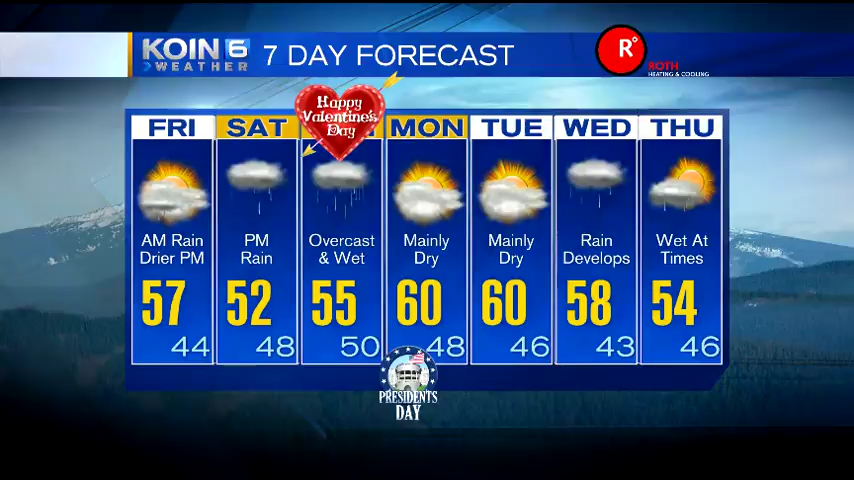 KOIN 6
WEATHER
7 DAY FORECAST
R°
ROTH
HEATING & COOLING
Happy
Valentine's
Day
FRI SAT MON TUE WED THU
AM Rain
Drier PM
57
44
PM
Rain
52
48
Overcast
& Wet
55
50
Mainly
Dry
60
48
Mainly
Dry
60
46
Rain
Develops
58
43
Wet At
Times
54
46
PRESIDENTS
DAY